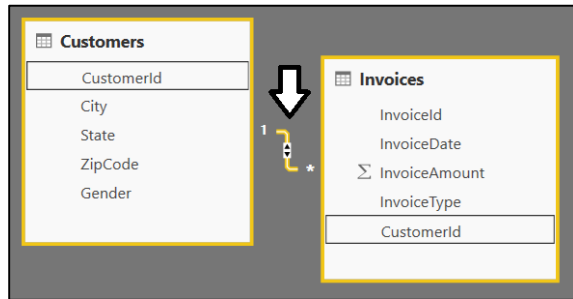 Customers
CustomerId
City
State
ZipCode
Gender
1
*
Invoices
InvoiceId
InvoiceDate
∑ InvoiceAmount
InvoiceType
CustomerId